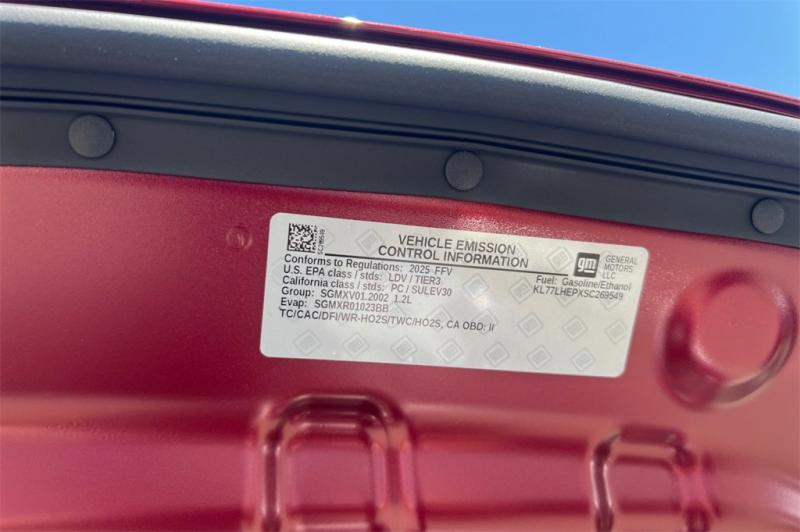 VEHICLE EMISSION
CONTROL INFORMATION
gm GENERAL
MOTORS
LLC
Conforms to Regulations: 2025 FFV
Fuel: Gasoline/Ethanol
U.S. EPA class / stds: LDV / TIER3
KL77LHEPXSC269549
California class / stds: PC / SULEV30
Group: SGMXV01.2002 1.2L
Evap: SGMXR01023BB
TC/CAC/DFI/WR-HO2S/TWC/HO2S, CA OBD: II